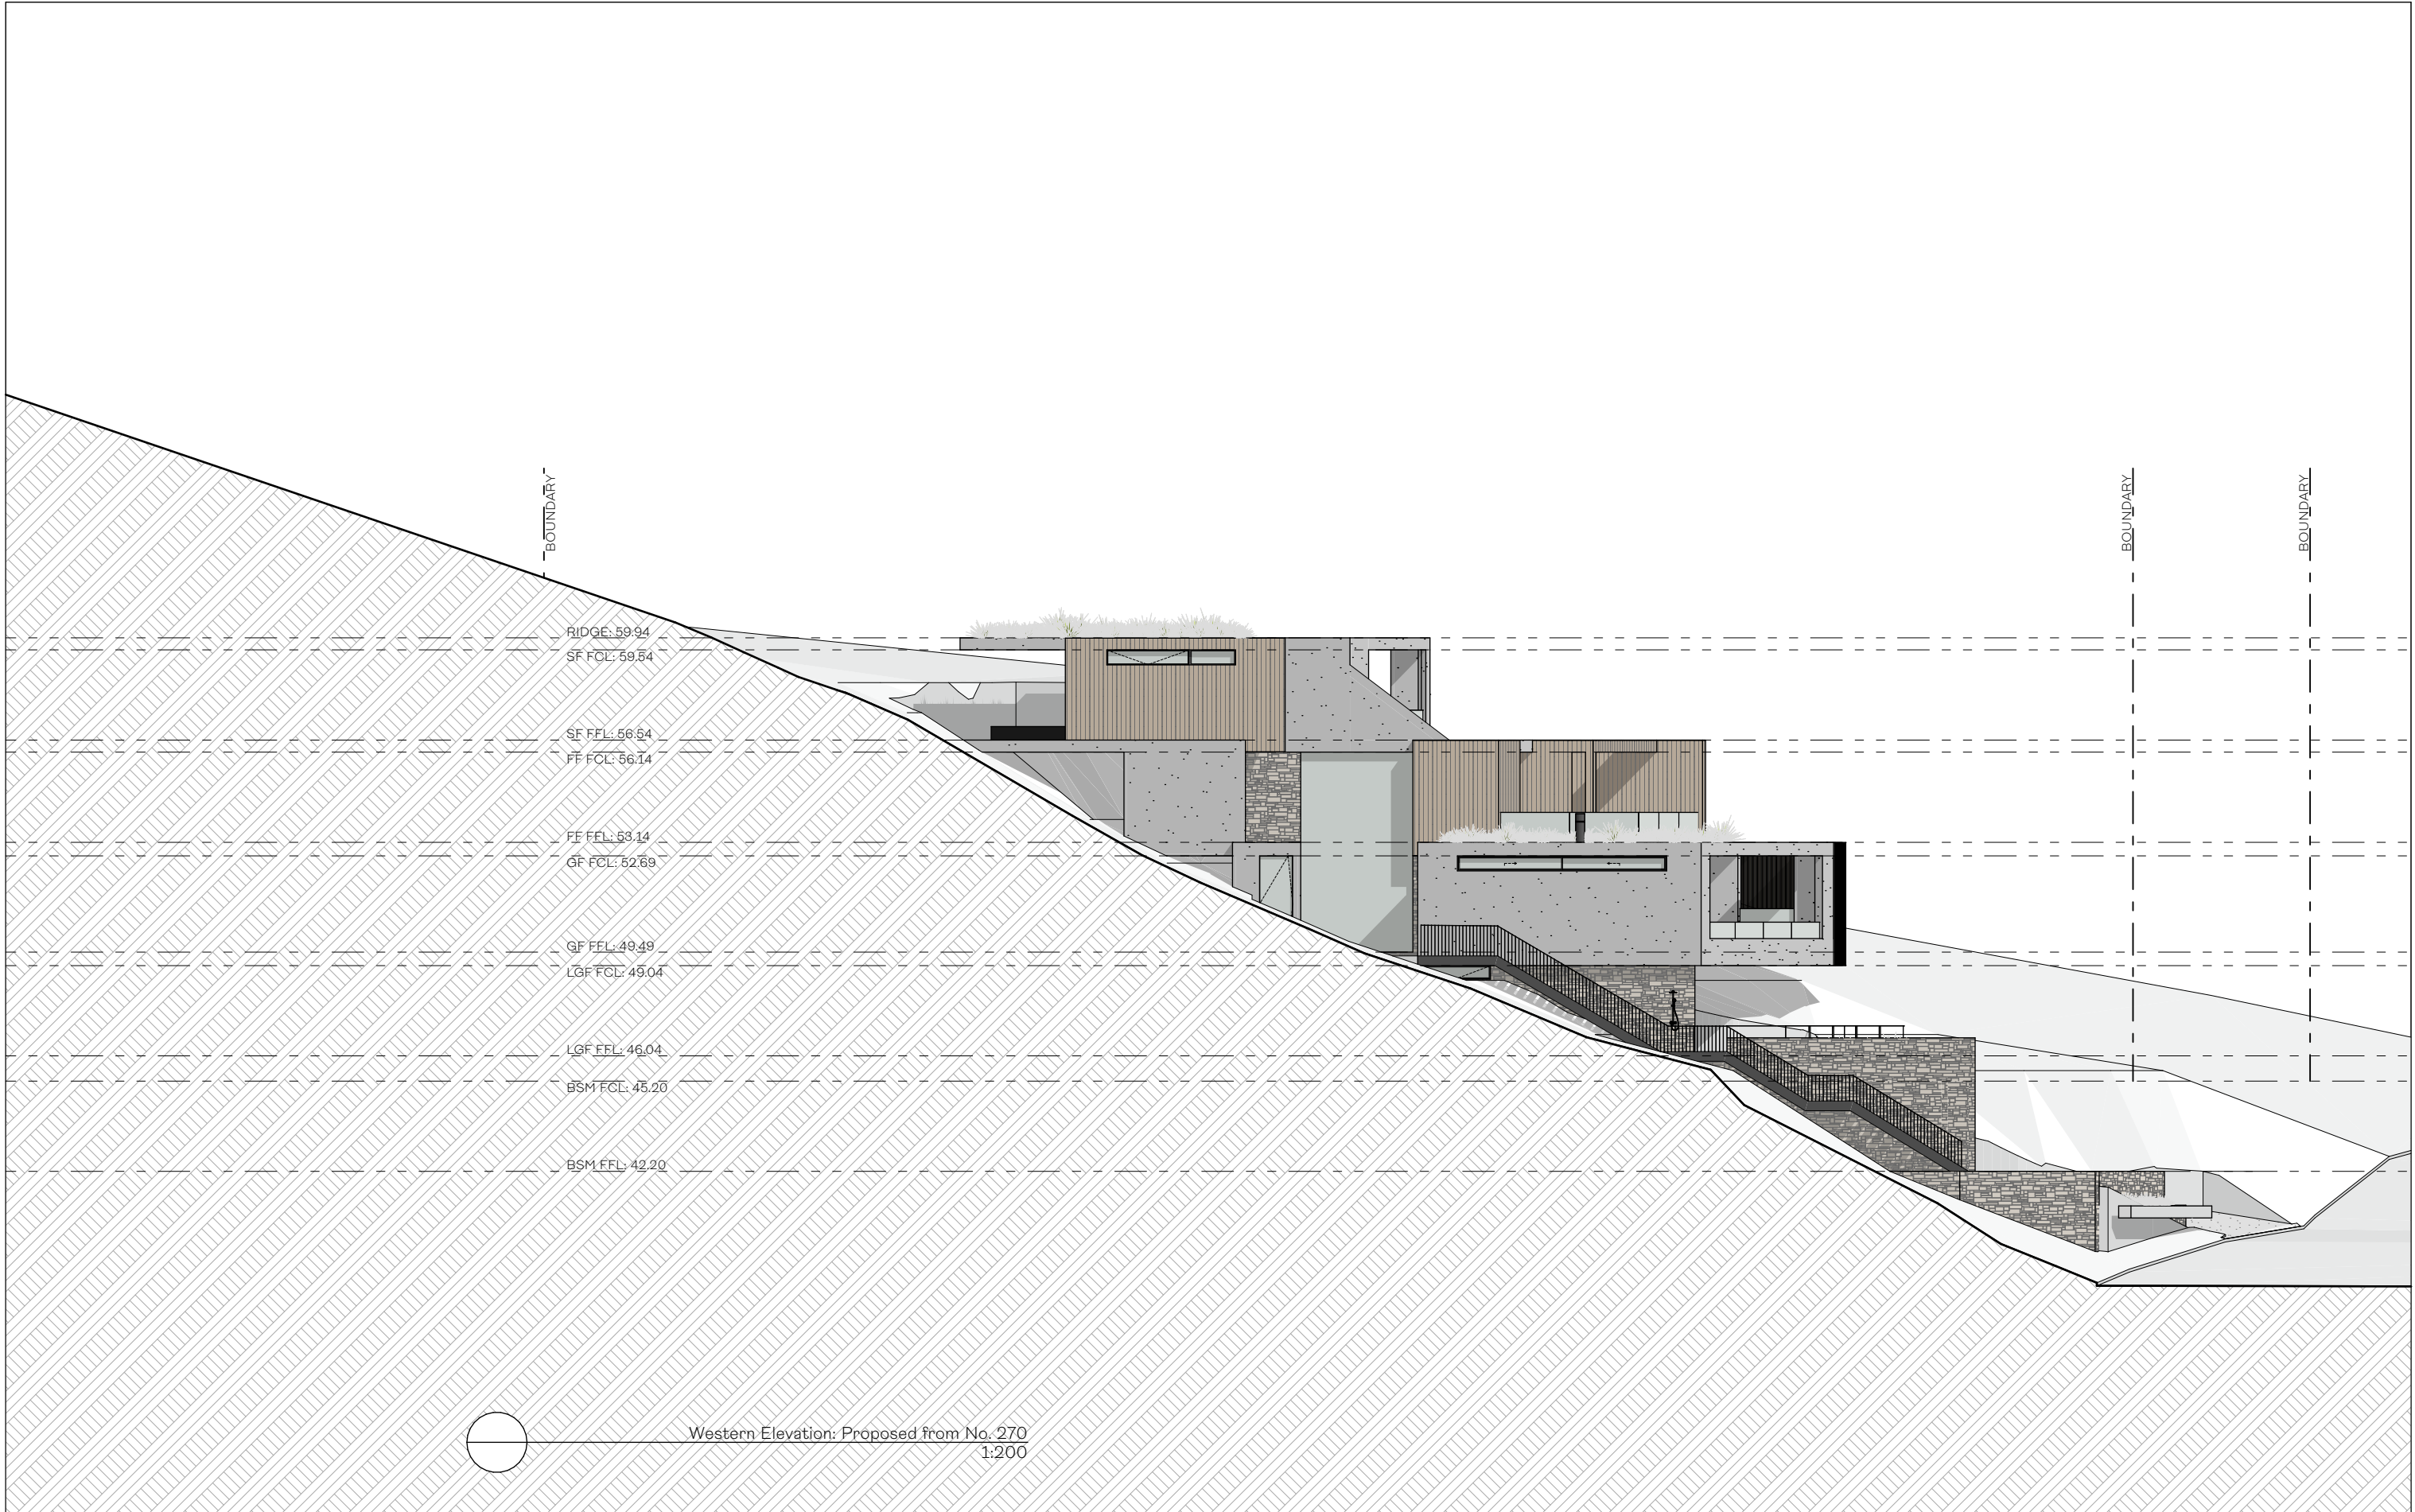 BOUNDARY
BOUNDARY
BOUNDARY
RIDGE: 59.94
SF FCL: 59.54
SF FFL: 56.54
FF FCL: 56.14
FF FFL: 53.14
GF FCL: 52.69
GF FFL: 49.49
LGF FCL: 49.04
LGF FFL: 46.04
BSM FCL: 45.20
BSM FFL: 42.20
Western Elevation: Proposed from No. 270
1:200